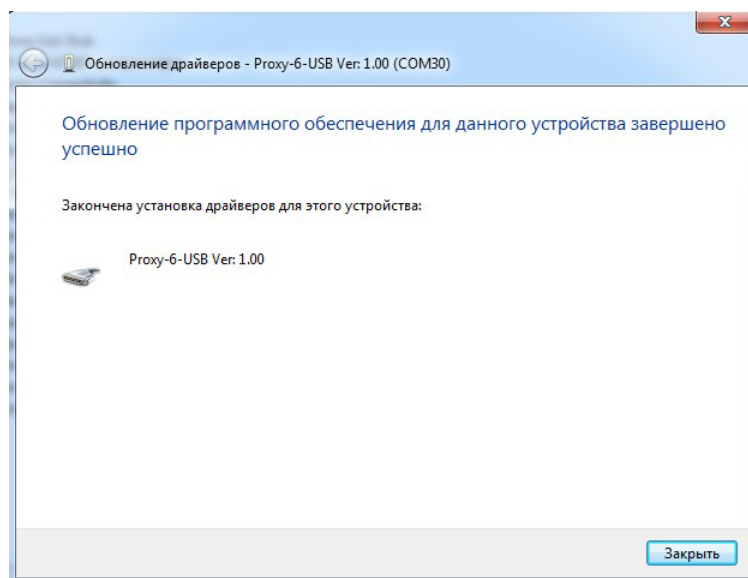 Обновление драйверов - Proxy-6-USB Ver: 1.00 (COM30)
Обновление программного обеспечения для данного устройства завершено
успешно
Закончена установка драйверов для этого устройства:
Proxy-6-USB Ver: 1.00
Закрыть